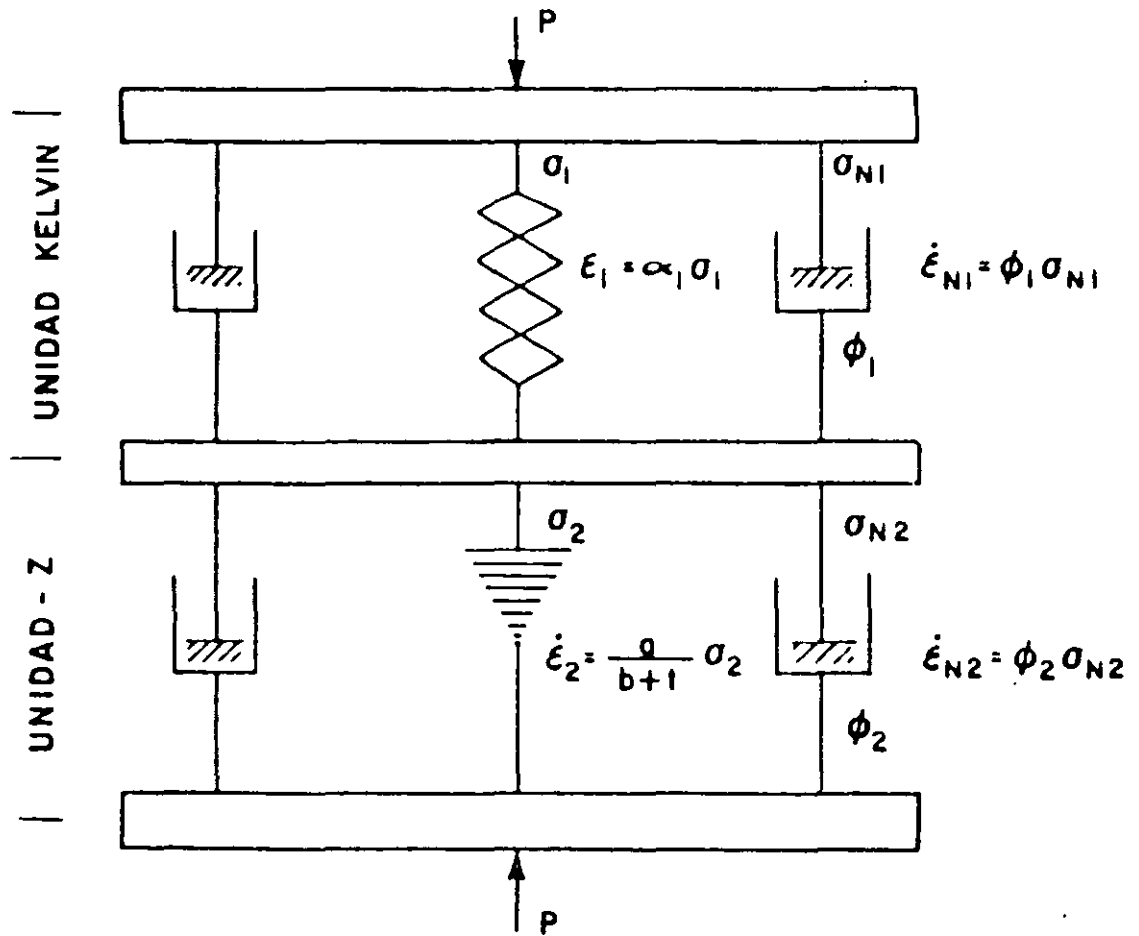 P
UNIDAD KELVIN
σ1
σN1
ε1 = α1 σ1
ε̇N1 = φ1 σN1
φ1
UNIDAD - Z
σ2
σN2
ε̇2 = a/(b+t) σ2
ε̇N2 = φ2 σN2
φ2
P